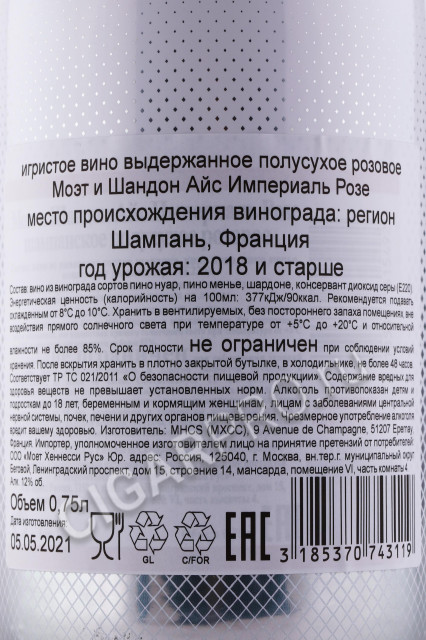 игристое вино выдержанное полусухое розовое
Моэт и Шандон Айс Империаль Розе
место происхождения винограда: регион
Шампань, Франция
год урожая: 2018 и старше
Состав: вино из винограда сортов пино нуар, пино менье, шардоне, консервант диоксид серы (Е220)
Энергетическая ценность (калорийность) на 100мл: 377кДж/90ккал. Рекомендуется подавать
охлажденным от 8°С до 10°С. Хранить в вентилируемых, без постороннего запаха помещениях, вне
воздействия прямого солнечного света при температуре от +5°С до +20°С и относительной
влажности не более 85%. Срок годности не ограничен при соблюдении условий
хранения. После вскрытия хранить в плотно закрытой бутылке, в холодильнике, не более 48 часов
Соответствует ТР ТС 021/2011 «О безопасности пищевой продукции» Содержание вредных для
здоровья веществ не превышает установленных норм. Алкоголь противопоказан детям и
подросткам до 18 лет, беременным и кормящим женщинам, лицам с заболеваниями центральной
нервной системы, почек, печени и других органов пищеварения. Чрезмерное употребление алкоголя
вредит вашему здоровью. Изготовитель: MHCS (МХСС), 9 Avenue de Champagne, 51207 Epernay,
Франция. Импортер, уполномоченное изготовителем лицо на принятие претензий от потребителей
ООО «Моет Хеннесси Рус» Юр. адрес: Россия, 125040, г. Москва, вн.тер.г. муниципальный округ
Беговой, Ленинградский проспект, дом 15, строение 14, мансарда, помещение VI, часть комнаты 4
Алк. 12% об.
Объем 0,75л
Дата изготовления:
05.05.2021
GL
C/FOR
EAC
3 185370 743119
CIGARPRO.RU